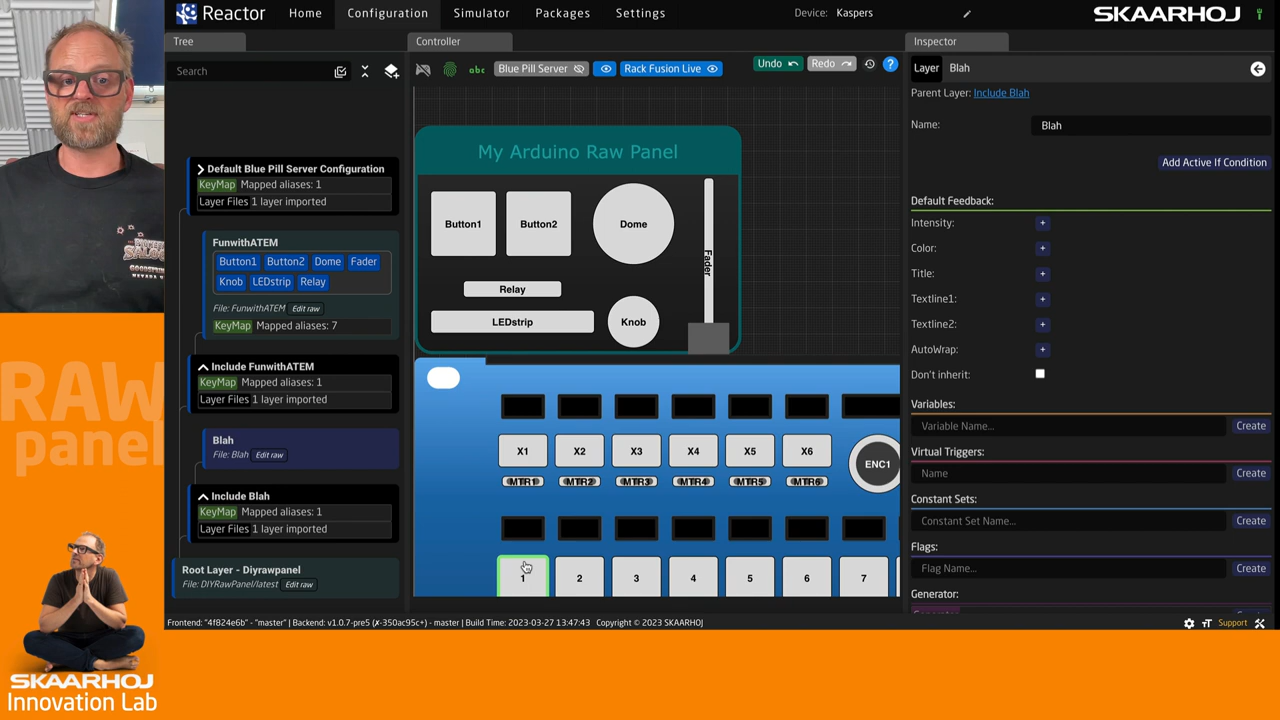 Reactor Home Configuration Simulator Packages Settings Device: Kaspers SKAARHOJ
Tree
Search
Default Blue Pill Server Configuration
KeyMap Mapped aliases: 1
Layer Files 1 layer imported
FunwithATEM
Button1 Button2 Dome Fader
Knob LEDstrip Relay
File: FunwithATEM Edit raw
KeyMap Mapped aliases: 7
Include FunwithATEM
KeyMap Mapped aliases: 1
Layer Files 1 layer imported
Blah
File: Blah Edit raw
Include Blah
KeyMap Mapped aliases: 1
Layer Files 1 layer imported
Root Layer - Diyrawpanel
File: DIYRawPanel/latest Edit raw
Controller
abc Blue Pill Server Rack Fusion Live Undo Redo ?
My Arduino Raw Panel
Button1 Button2 Dome
Fader
Relay
LEDstrip Knob
X1 X2 X3 X4 X5 X6 ENC1
MTR1 MTR2 MTR3 MTR4 MTR5 MTR6
1 2 3 4 5 6 7
Inspector
Layer Blah
Parent Layer: Include Blah
Name: Blah
Add Active If Condition
Default Feedback:
Intensity: +
Color: +
Title: +
Textline1: +
Textline2: +
AutoWrap: +
Don't inherit:
Variables:
Variable Name... Create
Virtual Triggers:
Name Create
Constant Sets:
Constant Set Name... Create
Flags:
Flag Name... Create
Generator:
Frontend: "4f824e6b" - "master" | Backend: v1.0.7-pre5 (X-350ac95c+) - master | Build Time: 2023-03-27 13:47:43 Copyright © 2023 SKAARHOJ
Support
RAW
panel
SKAARHOJ
Innovation Lab